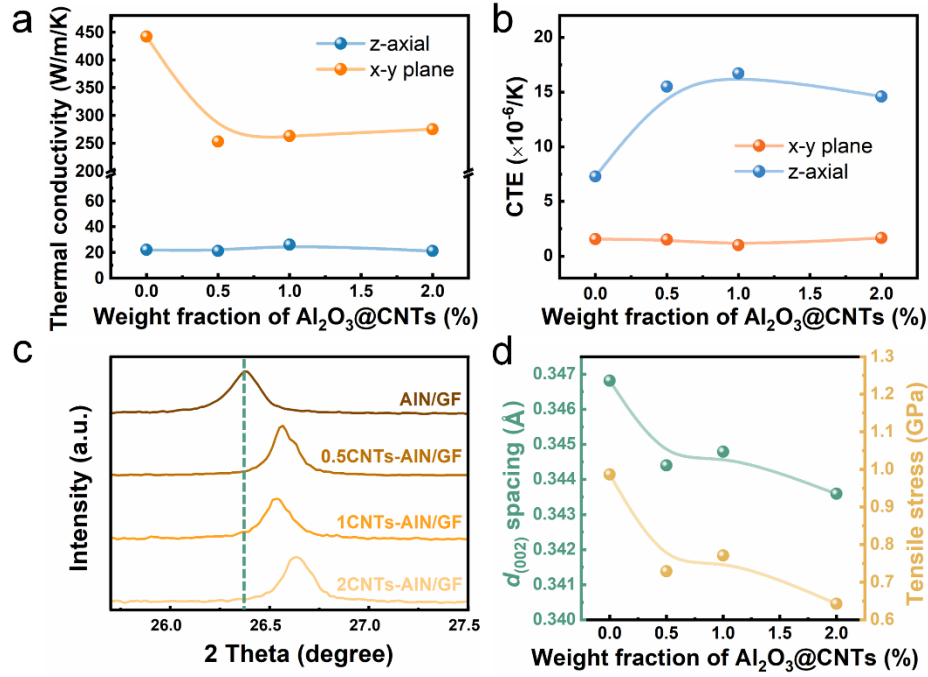 a
Thermal conductivity (W/m/K)
450
400
350
300
250
200
80
60
40
20
0
z-axial
x-y plane
0.0 0.5 1.0 1.5 2.0
Weight fraction of Al₂O₃@CNTs (%)
b
CTE (×10⁻⁶/K)
20
15
10
5
0
x-y plane
z-axial
0.0 0.5 1.0 1.5 2.0
Weight fraction of Al₂O₃@CNTs (%)
c
Intensity (a.u.)
AlN/GF
0.5CNTs-AlN/GF
1CNTs-AlN/GF
2CNTs-AlN/GF
26.0 26.5 27.0 27.5
2 Theta (degree)
d
d(002) spacing (Å)
0.347
0.346
0.345
0.344
0.343
0.342
0.341
0.340
1.3
1.2
1.1
1.0
0.9
0.8
0.7
0.6
Tensile stress (GPa)
0.0 0.5 1.0 1.5 2.0
Weight fraction of Al₂O₃@CNTs (%)